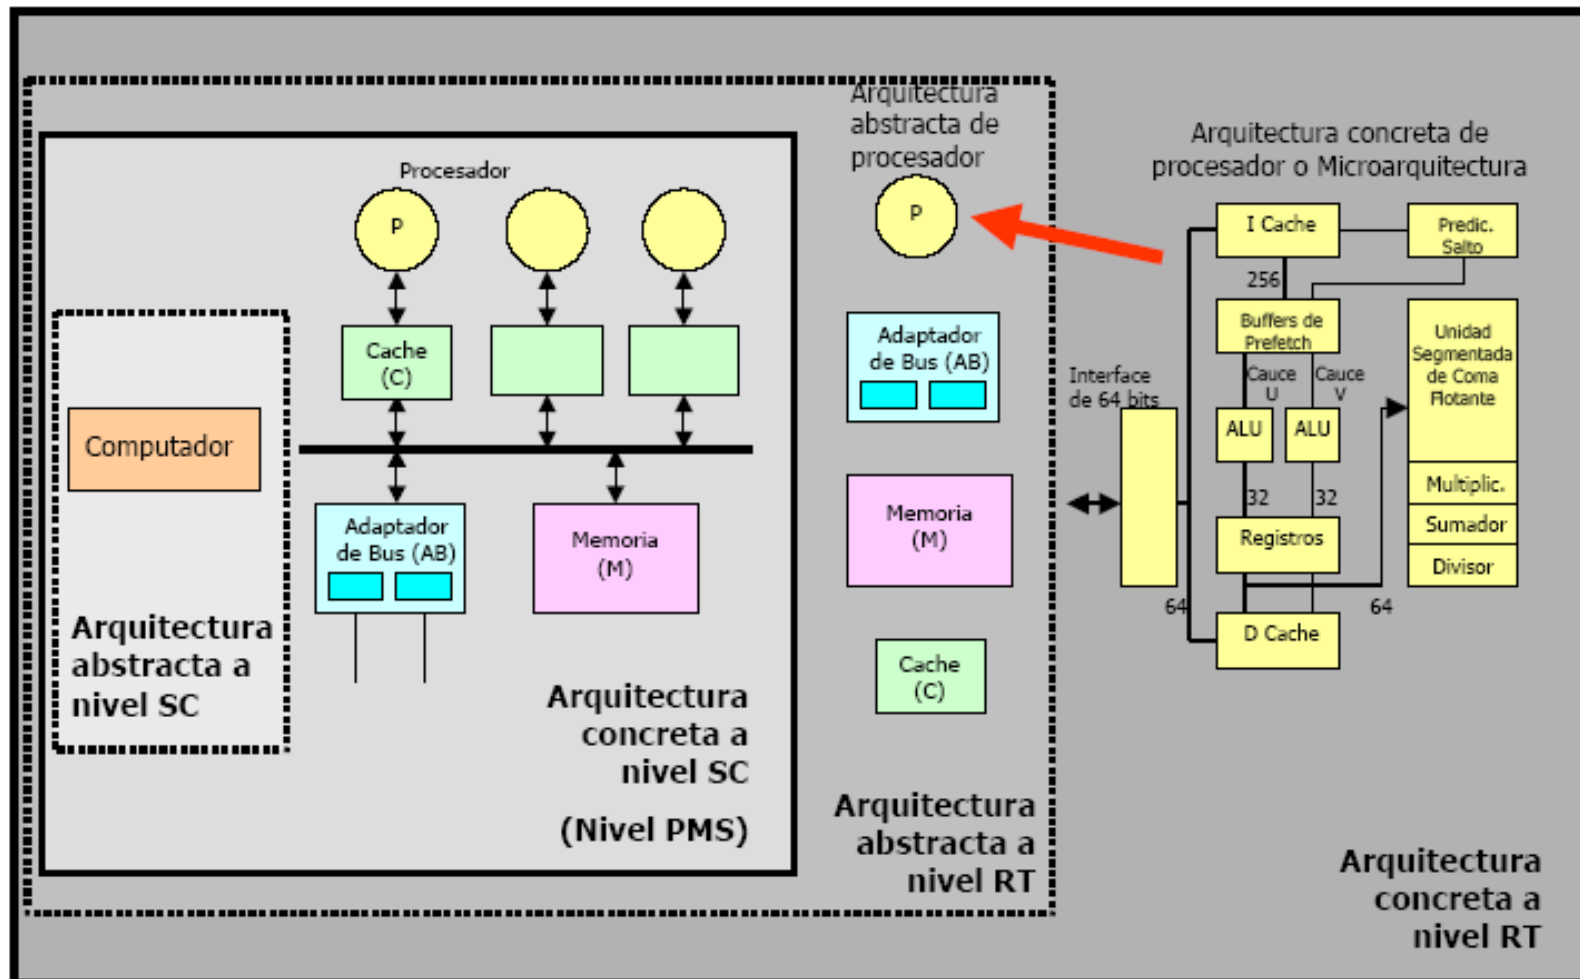 Computador
Arquitectura
abstracta a
nivel SC
Procesador
P
Cache
(C)
Adaptador
de Bus (AB)
Memoria
(M)
Arquitectura
concreta a
nivel SC
(Nivel PMS)
Arquitectura
abstracta de
procesador
P
Adaptador
de Bus (AB)
Memoria
(M)
Cache
(C)
Arquitectura
abstracta a
nivel RT
Arquitectura concreta de
procesador o Microarquitectura
I Cache
Predic.
Salto
256
Buffers de
Prefetch
Unidad
Segmentada
de Coma
Flotante
Interface
de 64 bits
Cauce
U
Cauce
V
ALU
ALU
32
32
Multiplic.
Registros
Sumador
Divisor
64
64
D Cache
Arquitectura
concreta a
nivel RT